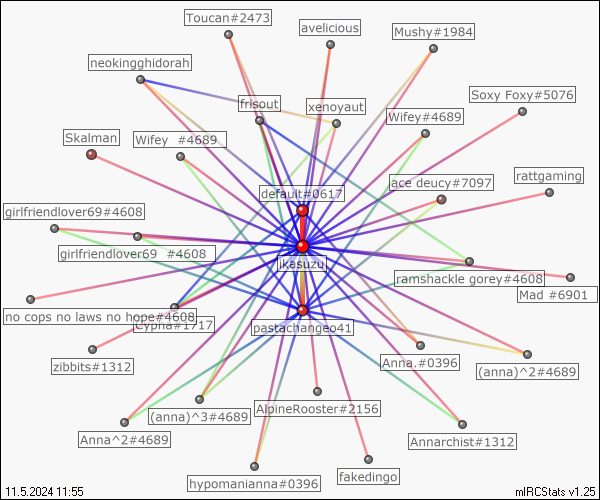 Toucan#2473
avelicious
Mushy#1984
neokingghidorah
frisout
xenoyaut
Soxy Foxy#5076
Skalman
Wifey #4689
Wifey#4689
default#0617
ace deucy#7097
rattgaming
girlfriendlover69#4608
girlfriendlover69 #4608
jkasuzu
ramshackle gorey#4608
Mad #6901
no cops no laws no hope#4608
Cypha#1717
pastachangeo41
zibbits#1312
Anna.#0396
(anna)^2#4689
(anna)^3#4689
AlpineRooster#2156
Anna^2#4689
Annarchist#1312
hypomanianna#0396
fakedingo
11.5.2024 11:55
mIRCStats v1.25